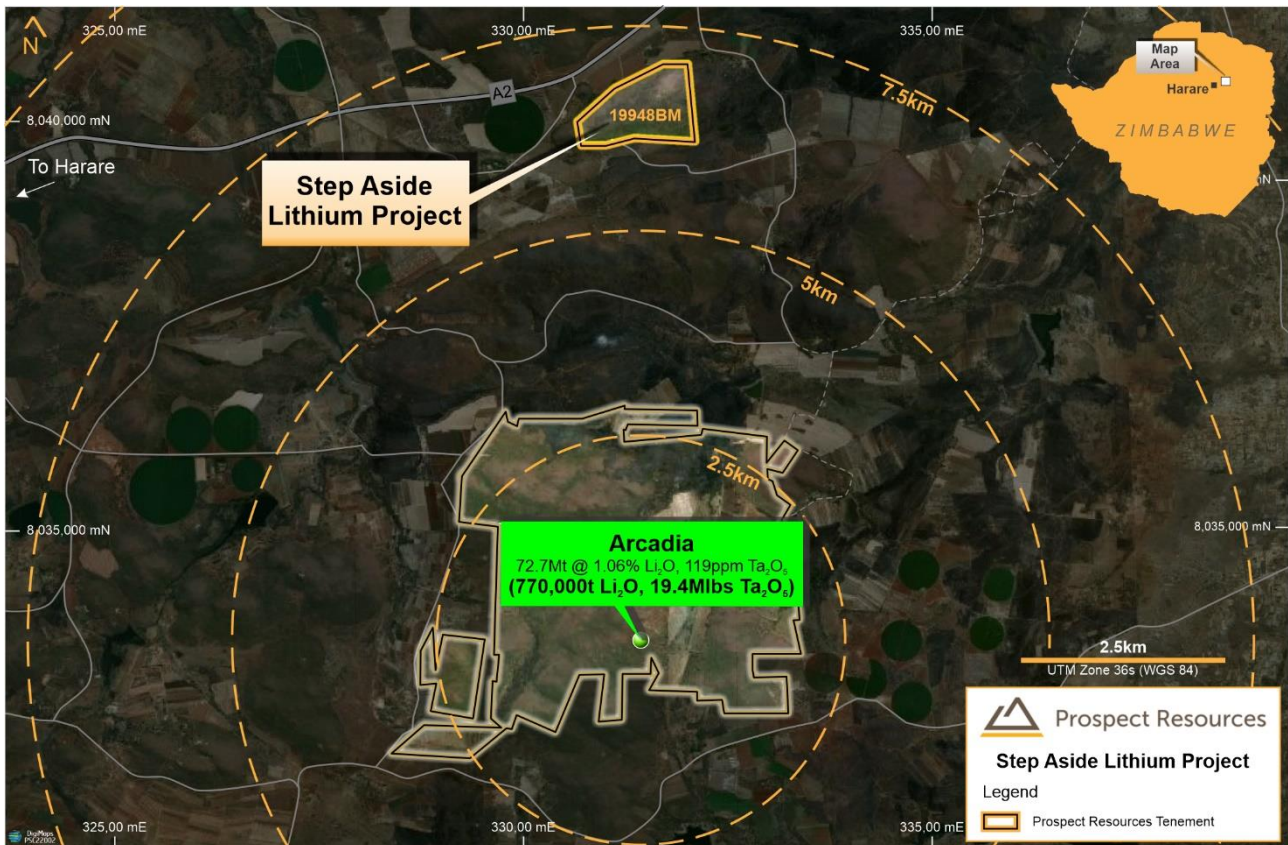 325,00 mE
330,00 mE
335,00 mE
N
Map
Area
Harare
ZIMBABWE
A2
7.5km
8,040,000 mN
19948BM
mN
To Harare
Step Aside
Lithium Project
5km
2.5km
8,035,000 mN
8,035,000 mN
Arcadia
72.7Mt @ 1.06% Li₂O, 119ppm Ta₂O₅
(770,000t Li₂O, 19.4Mlbs Ta₂O₅)
2.5km
UTM Zone 36s (WGS 84)
Prospect Resources
Step Aside Lithium Project
Legend
Prospect Resources Tenement
DigiMaps
PSC22002
325,00 mE
330,00 mE
335,00 mE